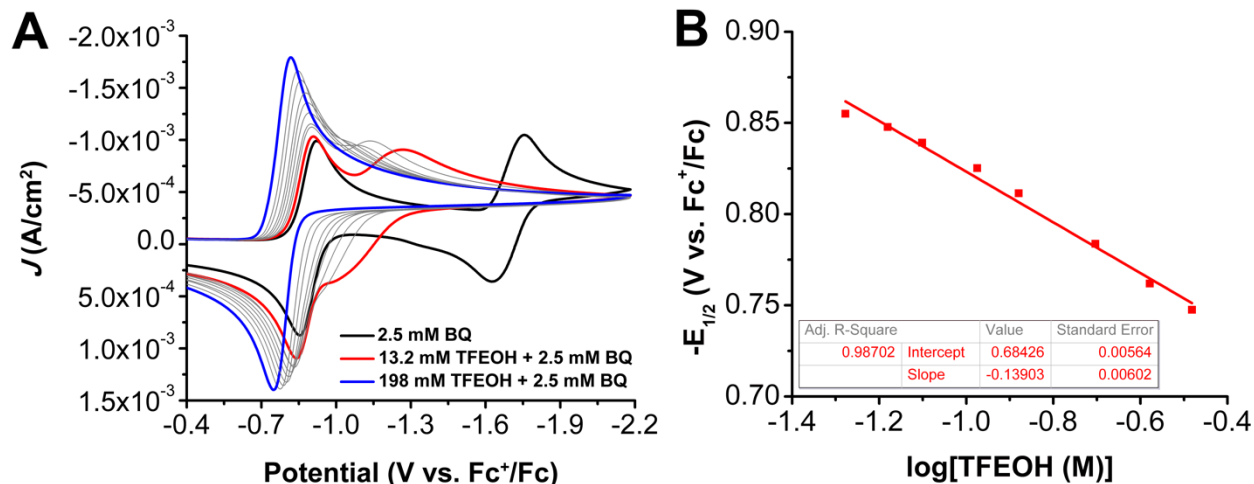 A
-2.0x10⁻³
-1.5x10⁻³
-1.0x10⁻³
-5.0x10⁻⁴
0.0
5.0x10⁻⁴
1.0x10⁻³
1.5x10⁻³
J (A/cm²)
2.5 mM BQ
13.2 mM TFEOH + 2.5 mM BQ
198 mM TFEOH + 2.5 mM BQ
-0.4 -0.7 -1.0 -1.3 -1.6 -1.9 -2.2
Potential (V vs. Fc⁺/Fc)
B
0.85
0.80
0.75
0.70
-E₁/₂ (V vs. Fc⁺/Fc)
Adj. R-Square Value Standard Error
0.98702 Intercept 0.68426 0.00564
Slope -0.13903 0.00602
-1.4 -1.2 -1.0 -0.8 -0.6 -0.4
log[TFEOH (M)]